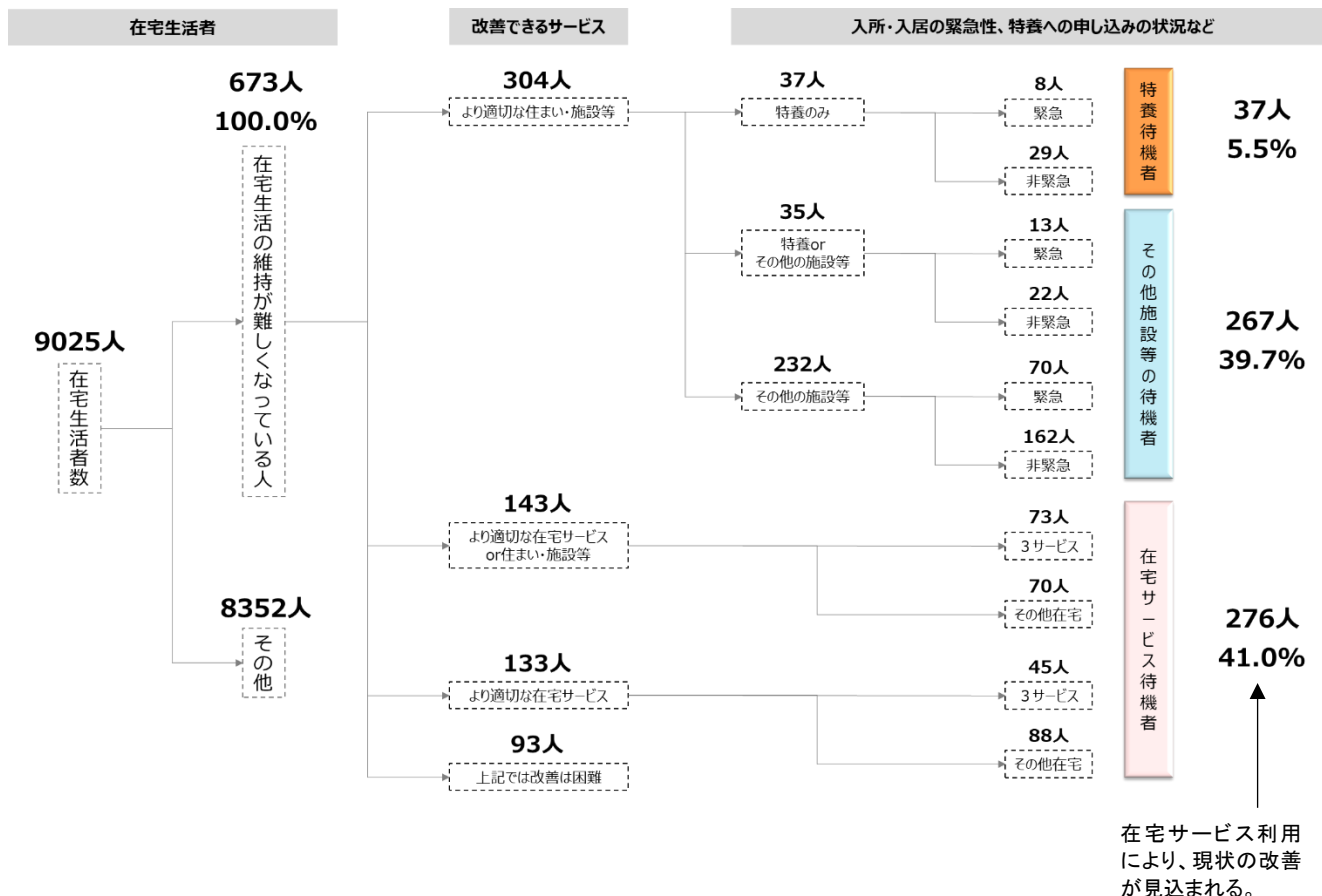 在宅生活者
改善できるサービス
入所・入居の緊急性、特養への申し込みの状況など
9025人
在宅生活者数
673人
100.0%
在宅生活の維持が難しくなっている人
8352人
その他
304人
より適切な住まい・施設等
143人
より適切な在宅サービス
or住まい・施設等
133人
より適切な在宅サービス
93人
上記では改善は困難
37人
特養のみ
35人
特養or
その他の施設等
232人
その他の施設等
8人
緊急
29人
非緊急
13人
緊急
22人
非緊急
70人
緊急
162人
非緊急
73人
3サービス
70人
その他在宅
45人
3サービス
88人
その他在宅
特養待機者
37人
5.5%
その他施設等の待機者
267人
39.7%
在宅サービス待機者
276人
41.0%
在宅サービス利用
により、現状の改善
が見込まれる。